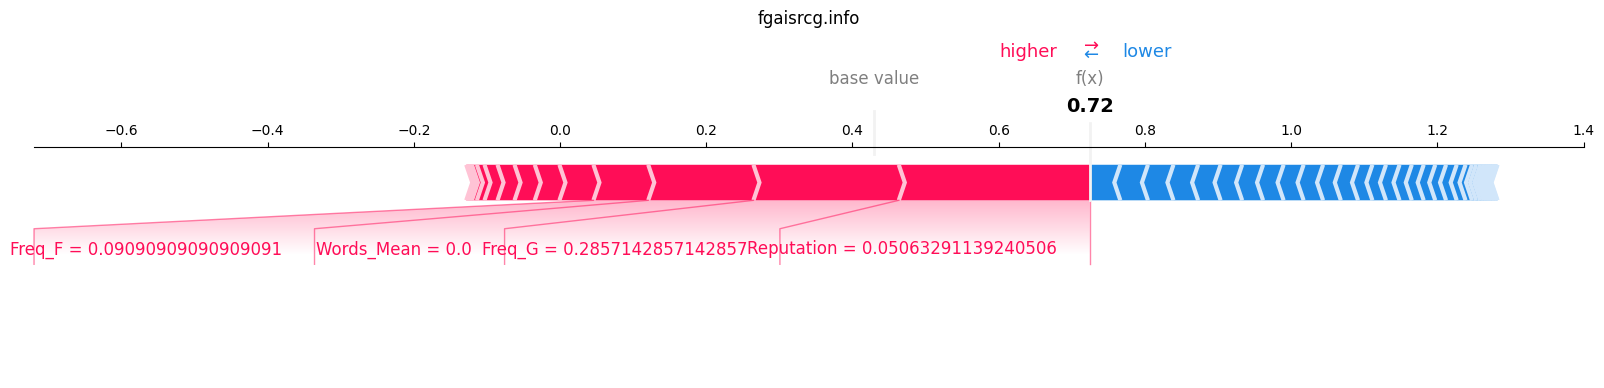 fgaisrcg.info
higher → ← lower
base value f(x)
0.72
−0.6 −0.4 −0.2 0.0 0.2 0.4 0.6 0.8 1.0 1.2 1.4
Freq_F = 0.09090909090909091 Words_Mean = 0.0 Freq_G = 0.2857142857142857 Reputation = 0.05063291139240506